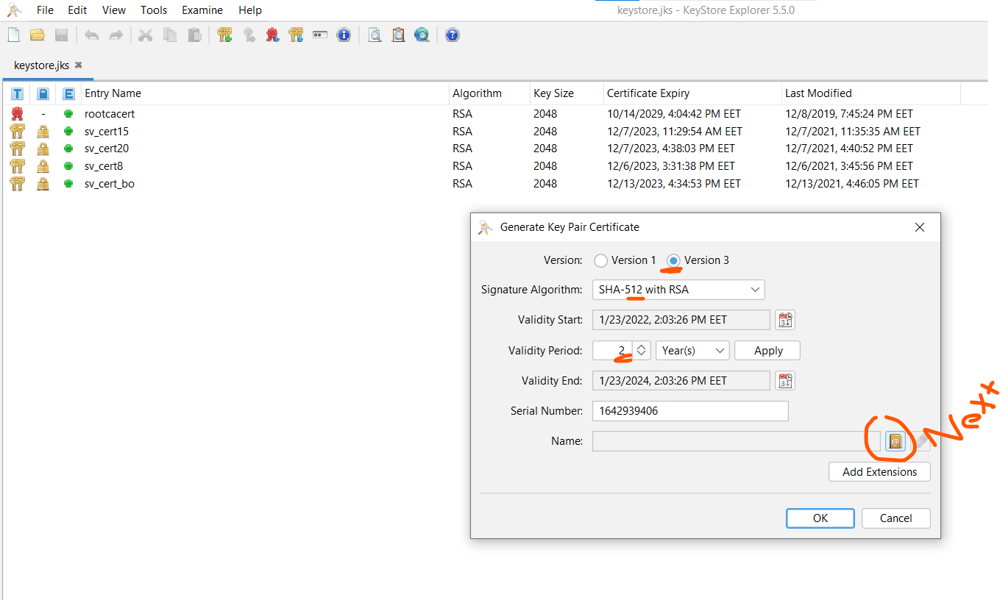 File Edit View Tools Examine Help
keystore.jks - KeyStore Explorer 5.5.0
keystore.jks
T E Entry Name Algorithm Key Size Certificate Expiry Last Modified
- rootcacert RSA 2048 10/14/2029, 4:04:42 PM EET 12/8/2019, 7:45:24 PM EET
sv_cert15 RSA 2048 12/7/2023, 11:29:54 AM EET 12/7/2021, 11:35:35 AM EET
sv_cert20 RSA 2048 12/7/2023, 4:38:03 PM EET 12/7/2021, 4:40:52 PM EET
sv_cert8 RSA 2048 12/6/2023, 3:31:38 PM EET 12/6/2021, 3:45:56 PM EET
sv_cert_bo RSA 2048 12/13/2023, 4:34:53 PM EET 12/13/2021, 4:46:05 PM EET
Generate Key Pair Certificate
Version: Version 1 Version 3
Signature Algorithm: SHA-512 with RSA
Validity Start: 1/23/2022, 2:03:26 PM EET
Validity Period: 2 Year(s) Apply
Validity End: 1/23/2024, 2:03:26 PM EET
Serial Number: 1642939406
Name:
Next
Add Extensions
OK Cancel